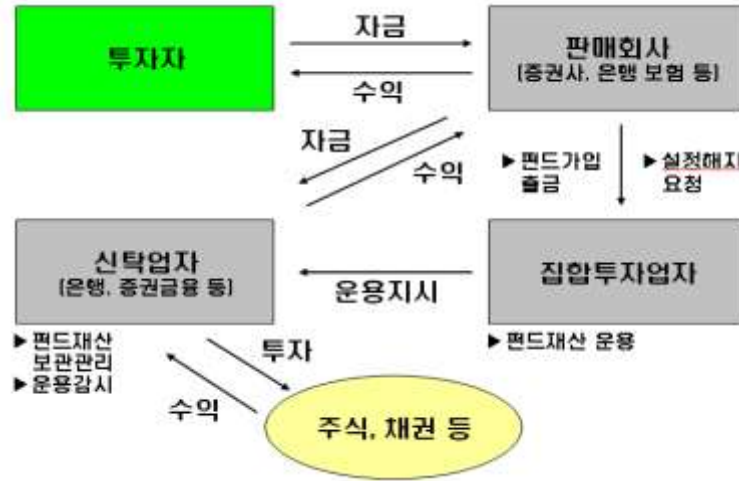 투자자
자금
수익
판매회사
(증권사, 은행 보험 등)
자금
수익
▶ 펀드가입
출금
▶ 설정해지
요청
신탁업자
(은행, 증권금융 등)
운용지시
집합투자업자
▶ 펀드재산
보관관리
▶ 운용감시
투자
수익
▶ 펀드재산 운용
주식, 채권 등